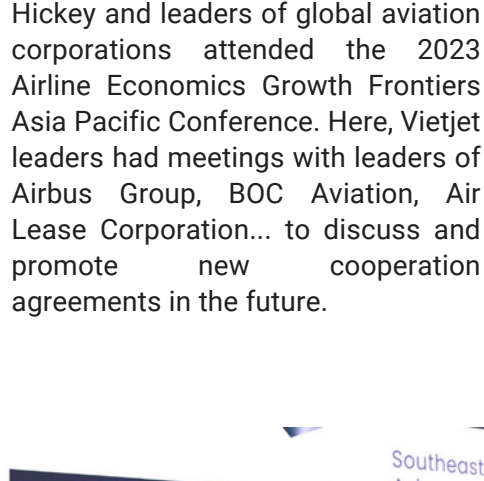 Hickey and leaders of global aviation
corporations attended the 2023
Airline Economics Growth Frontiers
Asia Pacific Conference. Here, Vietjet
leaders had meetings with leaders of
Airbus Group, BOC Aviation, Air
Lease Corporation... to discuss and
promote new cooperation
agreements in the future.
Southeast